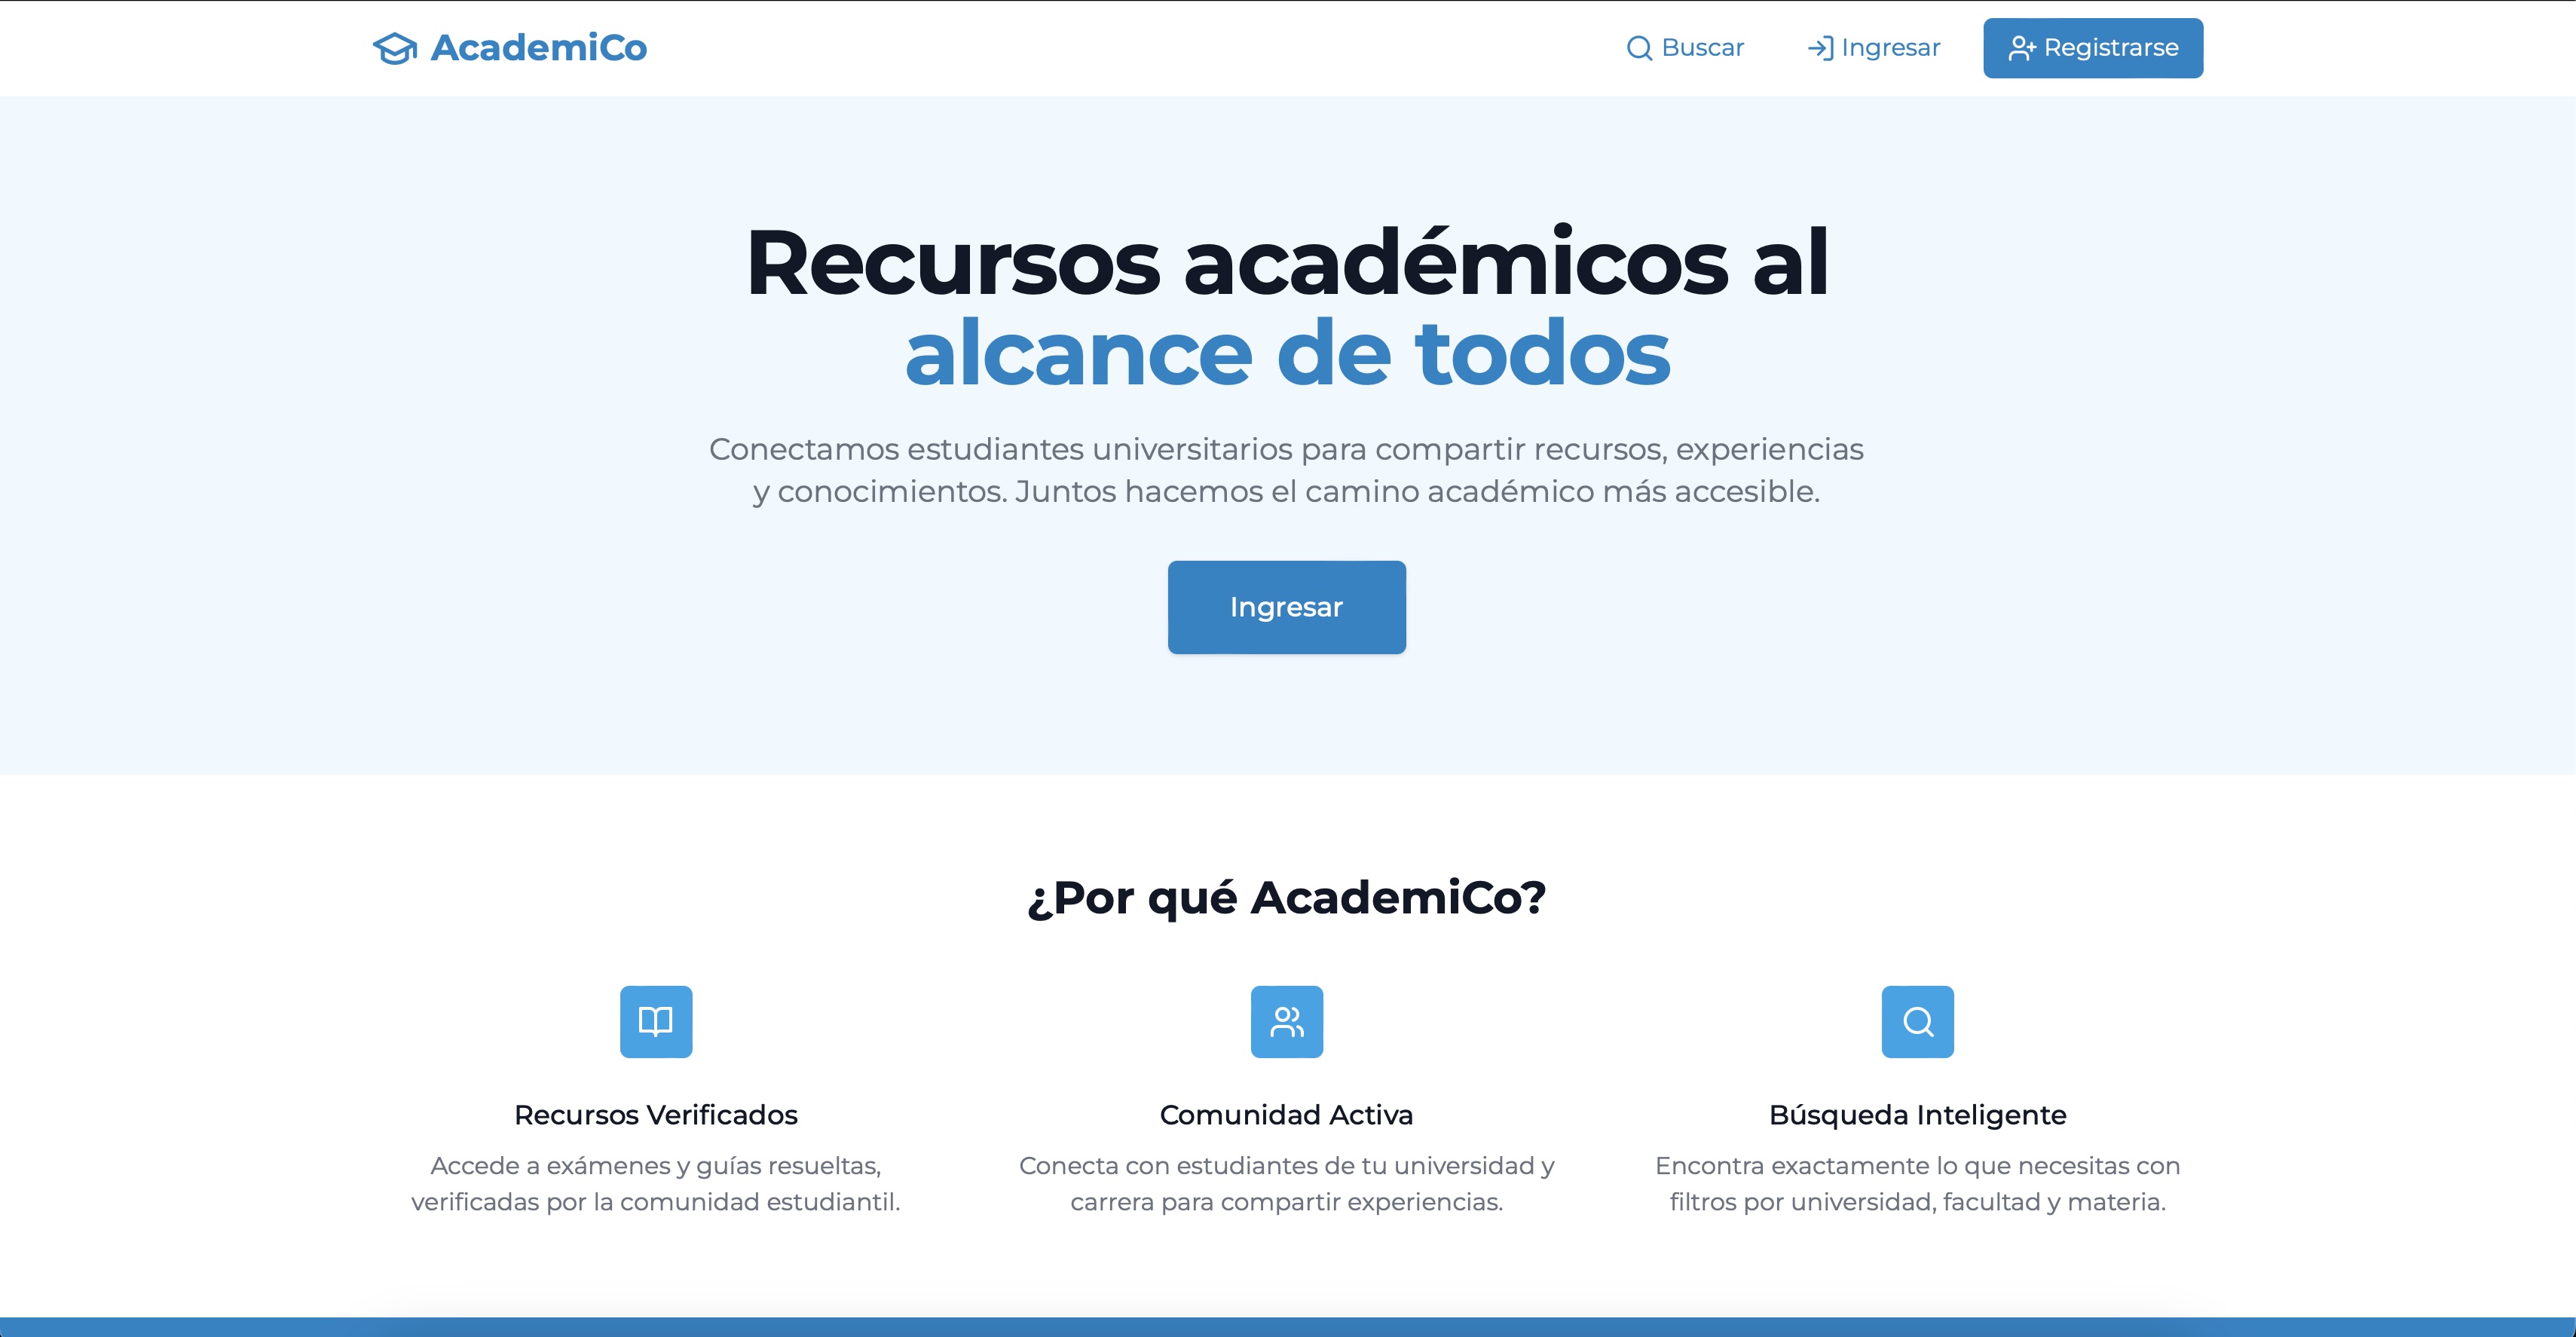 AcademiCo
Buscar
Ingresar
Registrarse
Recursos académicos al
alcance de todos
Conectamos estudiantes universitarios para compartir recursos, experiencias
y conocimientos. Juntos hacemos el camino académico más accesible.
Ingresar
¿Por qué AcademiCo?
Recursos Verificados
Accede a exámenes y guías resueltas,
verificadas por la comunidad estudiantil.
Comunidad Activa
Conecta con estudiantes de tu universidad y
carrera para compartir experiencias.
Búsqueda Inteligente
Encontra exactamente lo que necesitas con
filtros por universidad, facultad y materia.